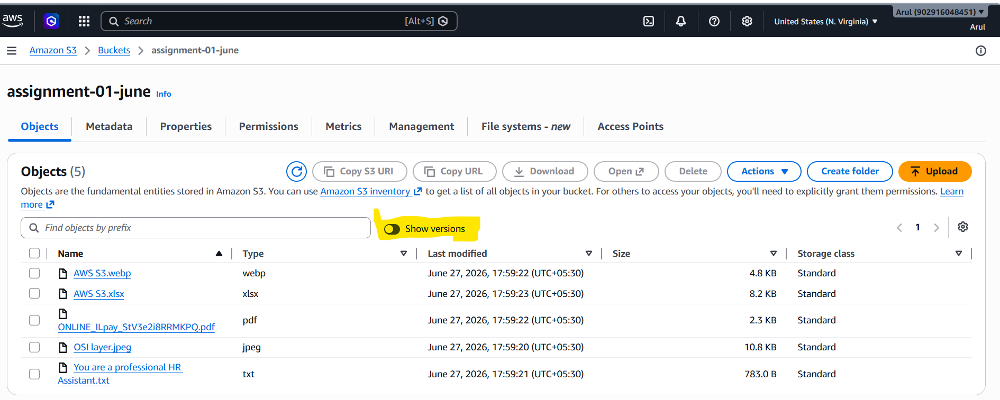 aws
Search [Alt+S]
United States (N. Virginia)
Arul (902916048451)
Arul
Amazon S3 > Buckets > assignment-01-june
assignment-01-june Info
Objects Metadata Properties Permissions Metrics Management File systems - new Access Points
Objects (5)
Copy S3 URI Copy URL Download Open Delete Actions Create folder Upload
Objects are the fundamental entities stored in Amazon S3. You can use Amazon S3 inventory to get a list of all objects in your bucket. For others to access your objects, you'll need to explicitly grant them permissions. Learn
more
Find objects by prefix
Show versions
1
Name Type Last modified Size Storage class
AWS S3.webp webp June 27, 2026, 17:59:22 (UTC+05:30) 4.8 KB Standard
AWS S3.xlsx xlsx June 27, 2026, 17:59:23 (UTC+05:30) 8.2 KB Standard
ONLINE_ILpay_StV3e2i8RRMKPQ.pdf pdf June 27, 2026, 17:59:22 (UTC+05:30) 2.3 KB Standard
OSI layer.jpeg jpeg June 27, 2026, 17:59:20 (UTC+05:30) 10.8 KB Standard
You are a professional HR
Assistant.txt txt June 27, 2026, 17:59:21 (UTC+05:30) 783.0 B Standard